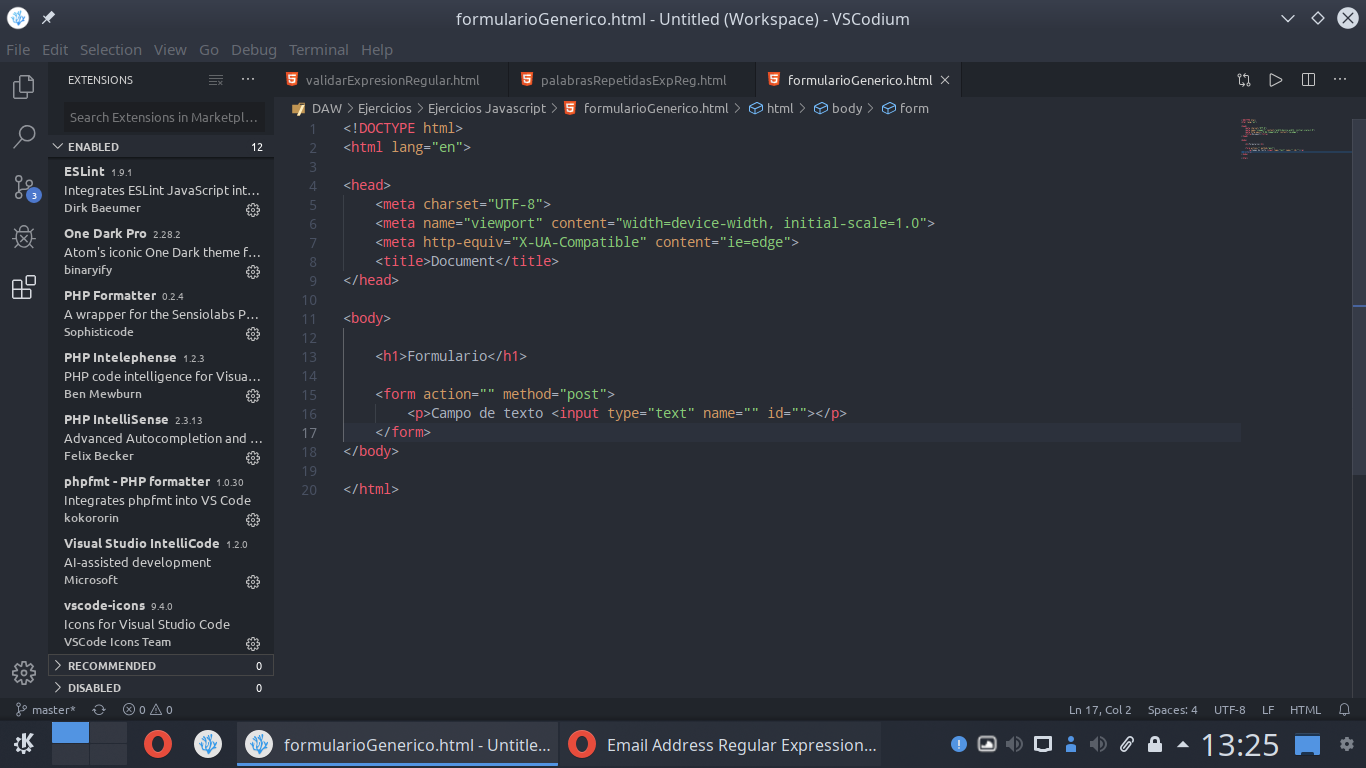 formularioGenerico.html - Untitled (Workspace) - VSCodium
File Edit Selection View Go Debug Terminal Help
EXTENSIONS
Search Extensions in Marketpl...
ENABLED 12
ESLint 1.9.1
Integrates ESLint JavaScript int...
Dirk Baeumer
One Dark Pro 2.28.2
Atom's iconic One Dark theme f...
binaryify
PHP Formatter 0.2.4
A wrapper for the Sensiolabs P...
Sophisticode
PHP Intelephense 1.2.3
PHP code intelligence for Visua...
Ben Mewburn
PHP IntelliSense 2.3.13
Advanced Autocompletion and ...
Felix Becker
phpfmt - PHP formatter 1.0.30
Integrates phpfmt into VS Code
kokororin
Visual Studio IntelliCode 1.2.0
AI-assisted development
Microsoft
vscode-icons 9.4.0
Icons for Visual Studio Code
VSCode Icons Team
RECOMMENDED 0
DISABLED 0
3
validarExpresionRegular.html palabrasRepetidasExpReg.html formularioGenerico.html
DAW > Ejercicios > Ejercicios Javascript > formularioGenerico.html > html > body > form
1 <!DOCTYPE html>
2 <html lang="en">
3
4 <head>
5 <meta charset="UTF-8">
6 <meta name="viewport" content="width=device-width, initial-scale=1.0">
7 <meta http-equiv="X-UA-Compatible" content="ie=edge">
8 <title>Document</title>
9 </head>
10
11 <body>
12
13 <h1>Formulario</h1>
14
15 <form action="" method="post">
16 <p>Campo de texto <input type="text" name="" id=""></p>
17 </form>
18 </body>
19
20 </html>
master* 0 0 Ln 17, Col 2 Spaces: 4 UTF-8 LF HTML
formularioGenerico.html - Untitle... Email Address Regular Expression... 13:25